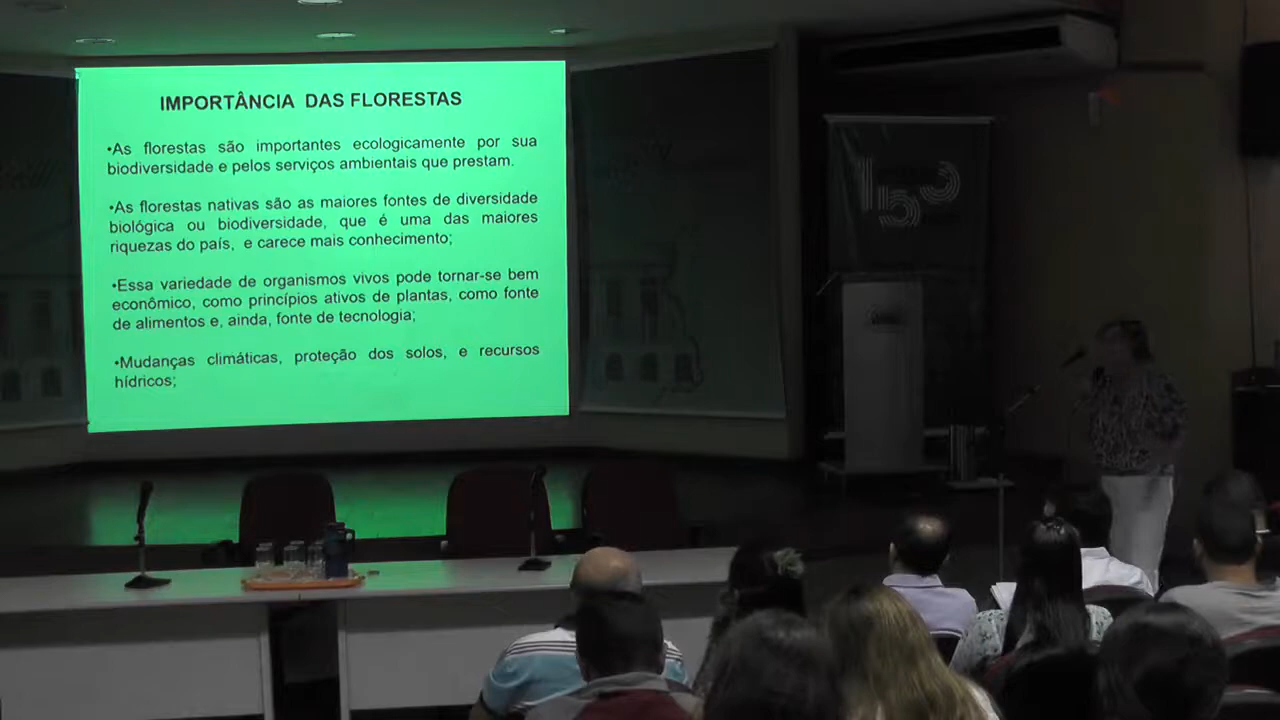 IMPORTÂNCIA DAS FLORESTAS
•As florestas são importantes ecologicamente por sua
biodiversidade e pelos serviços ambientais que prestam.
•As florestas nativas são as maiores fontes de diversidade
biológica ou biodiversidade, que é uma das maiores
riquezas do país, e carece mais conhecimento;
•Essa variedade de organismos vivos pode tornar-se bem
econômico, como princípios ativos de plantas, como fonte
de alimentos e, ainda, fonte de tecnologia;
•Mudanças climáticas, proteção dos solos, e recursos
hídricos;